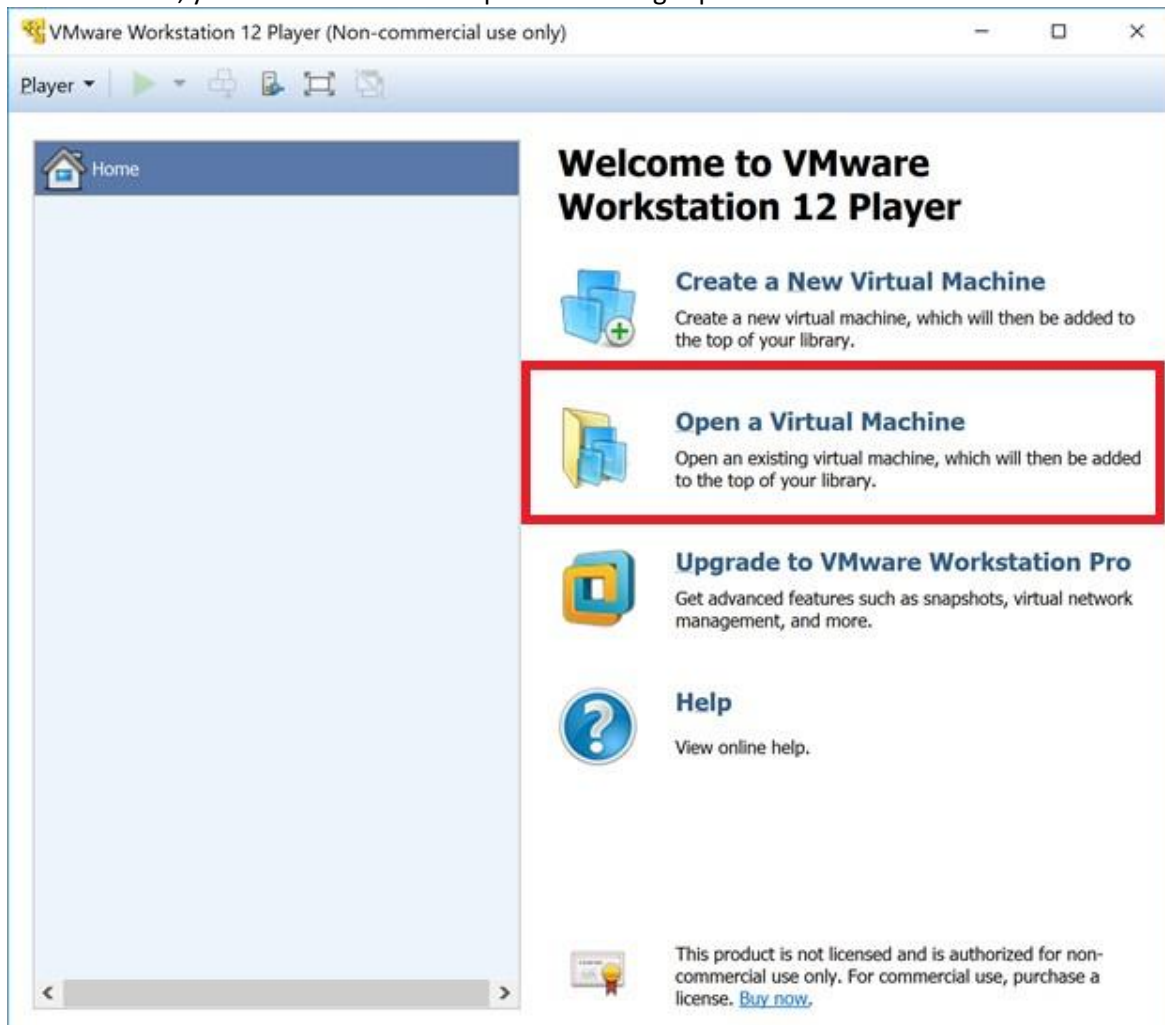 VMware Workstation 12 Player (Non-commercial use only)
Player
Home
Welcome to VMware
Workstation 12 Player
Create a New Virtual Machine
Create a new virtual machine, which will then be added to
the top of your library.
Open a Virtual Machine
Open an existing virtual machine, which will then be added
to the top of your library.
Upgrade to VMware Workstation Pro
Get advanced features such as snapshots, virtual network
management, and more.
Help
View online help.
This product is not licensed and is authorized for non-
commercial use only. For commercial use, purchase a
license. Buy now.